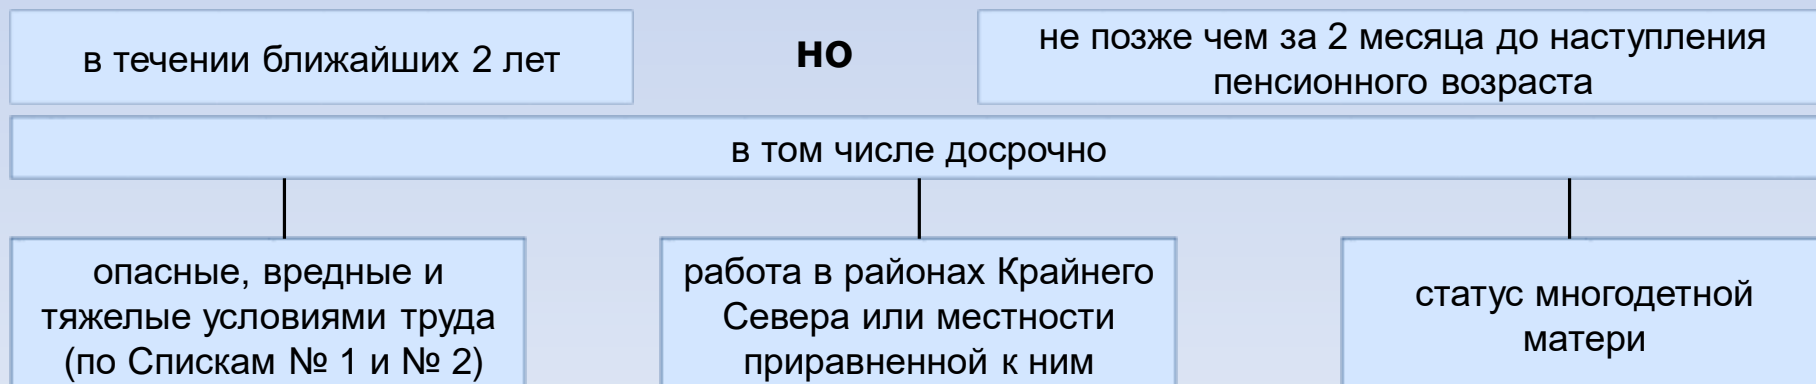 в течении ближайших 2 лет
но
не позже чем за 2 месяца до наступления
пенсионного возраста
в том числе досрочно
опасные, вредные и
тяжелые условиями труда
(по Спискам № 1 и № 2)
работа в районах Крайнего
Севера или местности
приравненной к ним
статус многодетной
матери